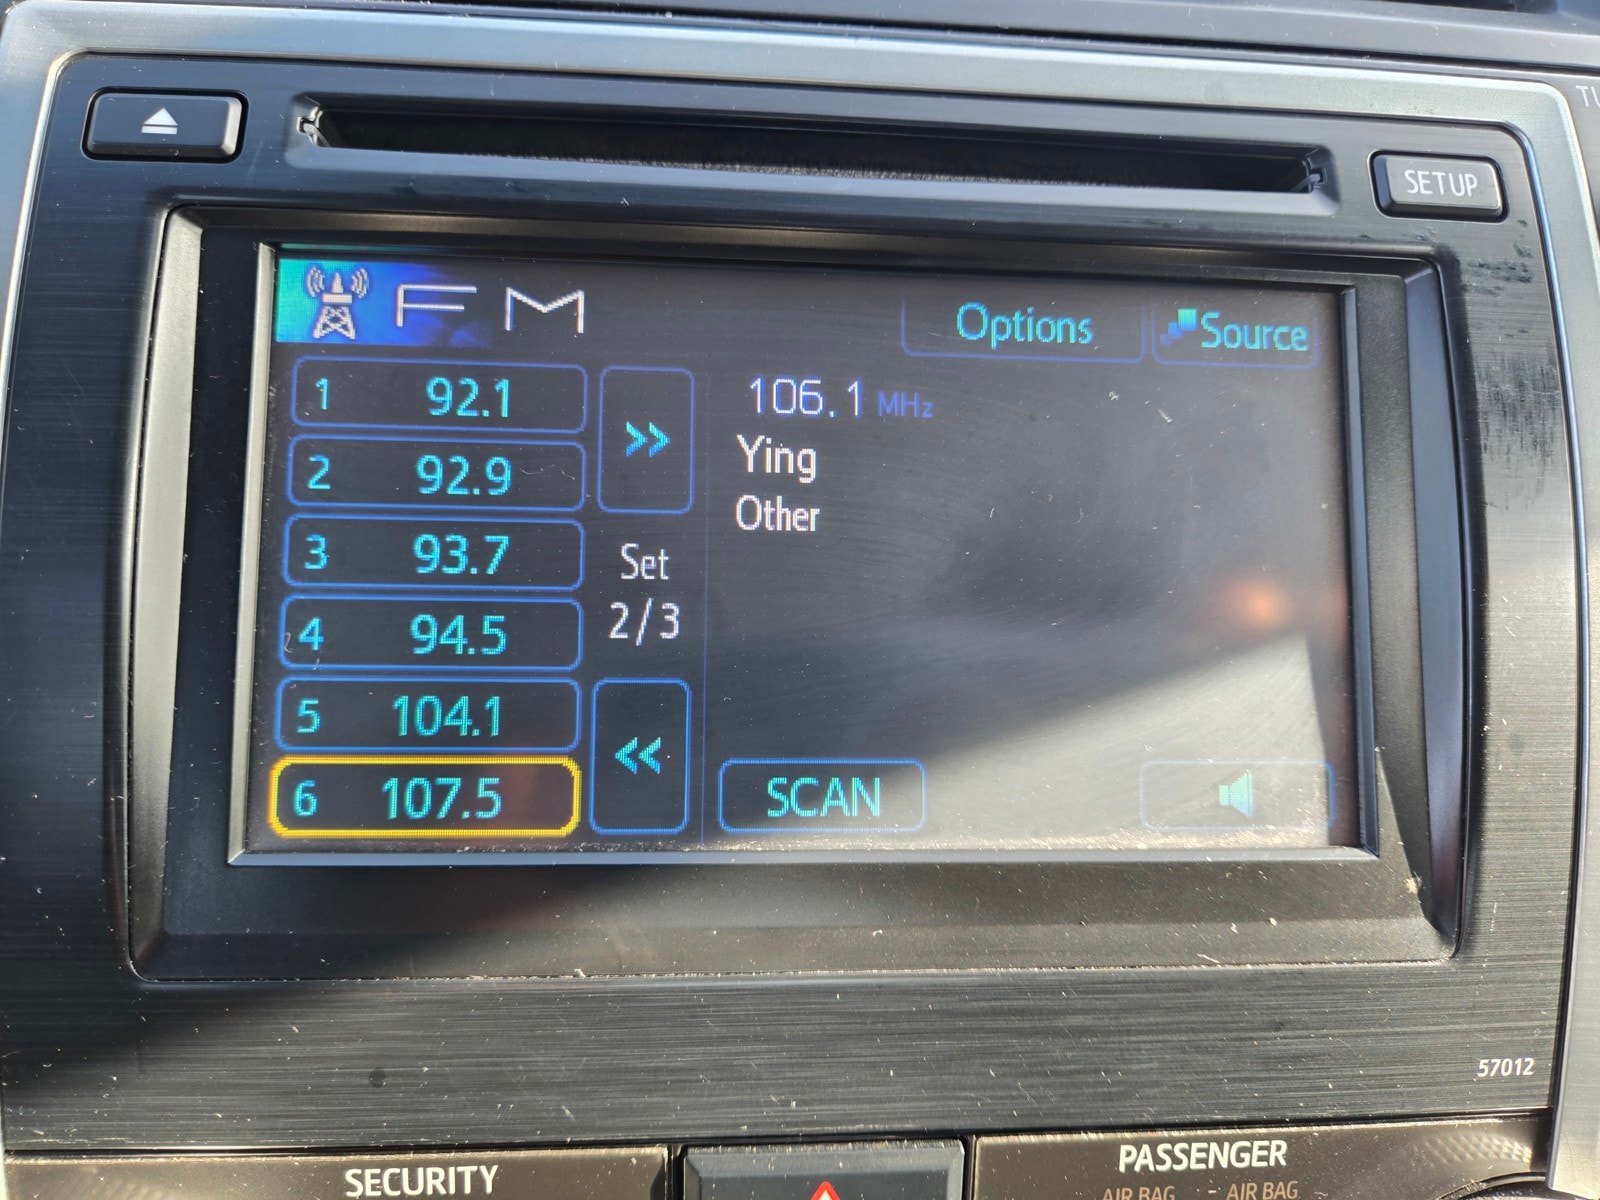 TU
SETUP
FM
Options
Source
1 92.1
2 92.9
3 93.7
4 94.5
5 104.1
6 107.5
>>
Set
2/3
<<
106.1 MHz
Ying
Other
SCAN
57012
SECURITY
PASSENGER
AIR BAG - AIR BAG